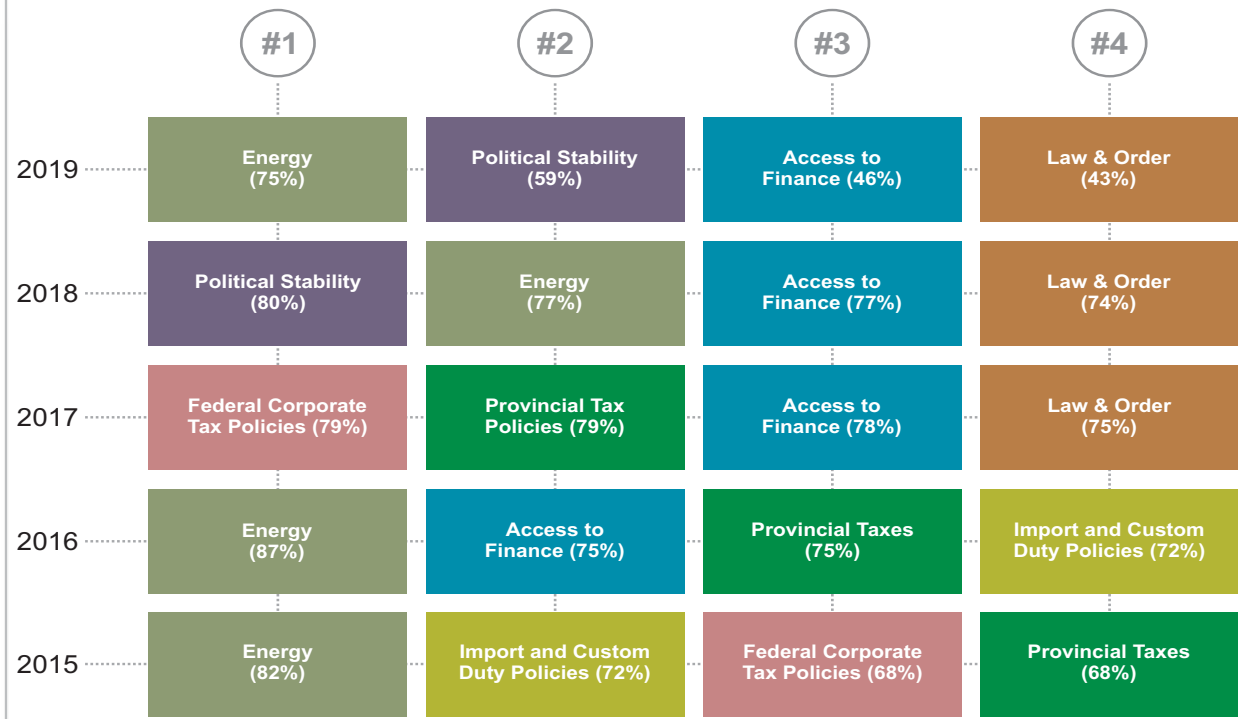 #1
#2
#3
#4
2019
Energy
(75%)
Political Stability
(59%)
Access to
Finance (46%)
Law & Order
(43%)
2018
Political Stability
(80%)
Energy
(77%)
Access to
Finance (77%)
Law & Order
(74%)
2017
Federal Corporate
Tax Policies (79%)
Provincial Tax
Policies (79%)
Access to
Finance (78%)
Law & Order
(75%)
2016
Energy
(87%)
Access to
Finance (75%)
Provincial Taxes
(75%)
Import and Custom
Duty Policies (72%)
2015
Energy
(82%)
Import and Custom
Duty Policies (72%)
Federal Corporate
Tax Policies (68%)
Provincial Taxes
(68%)